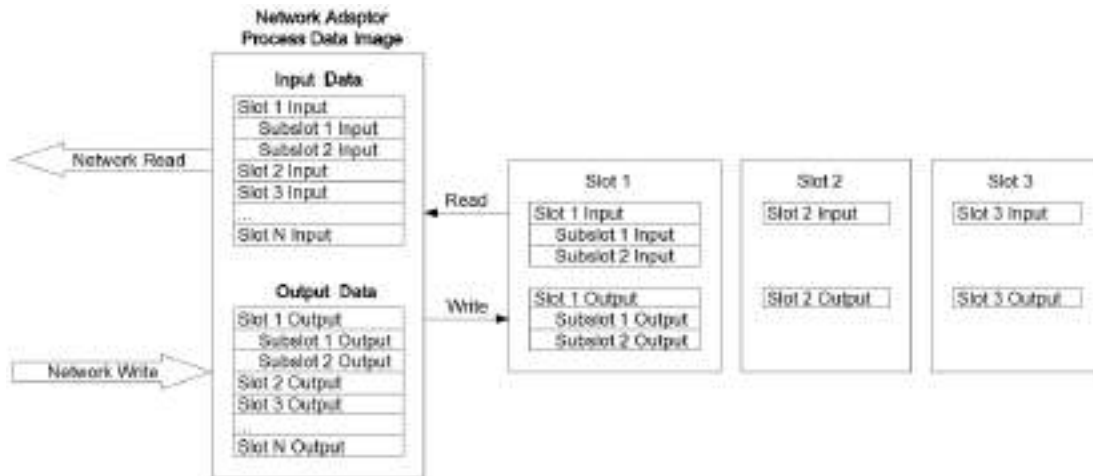 Network Adaptor
Process Data Image
Input Data
Slot 1 Input
Subslot 1 Input
Subslot 2 Input
Slot 2 Input
Slot 3 Input
...
Slot N Input
Network Read
Output Data
Slot 1 Output
Subslot 1 Output
Subslot 2 Output
Slot 2 Output
Slot 3 Output
...
Slot N Output
Network Write
Read
Write
Slot 1
Slot 1 Input
Subslot 1 Input
Subslot 2 Input
Slot 1 Output
Subslot 1 Output
Subslot 2 Output
Slot 2
Slot 2 Input
Slot 2 Output
Slot 3
Slot 3 Input
Slot 3 Output